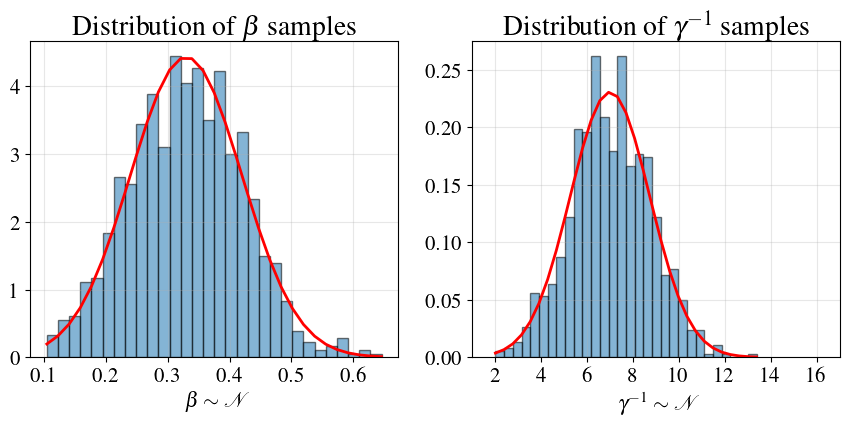 Distribution of β samples
4
3
2
1
0
0.1 0.2 0.3 0.4 0.5 0.6
β ~ 𝒩
Distribution of γ⁻¹ samples
0.25
0.20
0.15
0.10
0.05
0.00
2 4 6 8 10 12 14 16
γ⁻¹ ~ 𝒩